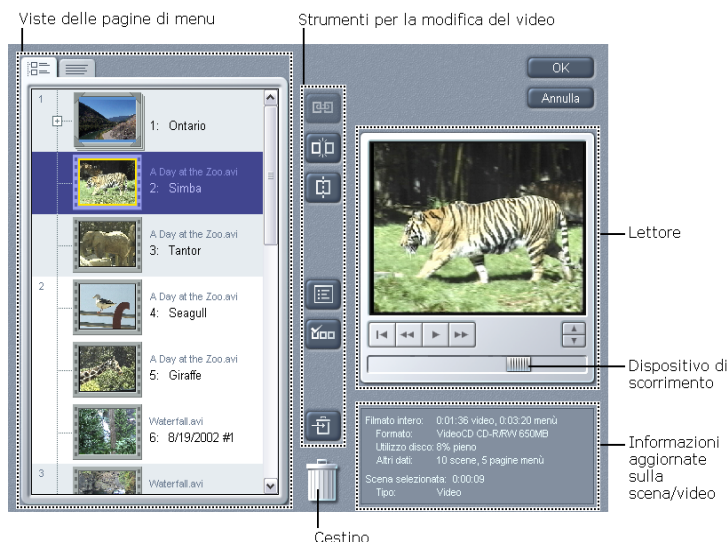 Viste delle pagine di menu
Strumenti per la modifica del video
OK
Annulla
1
1: Ontario
A Day at the Zoo.avi
2: Simba
A Day at the Zoo.avi
3: Tantor
2
A Day at the Zoo.avi
4: Seagull
A Day at the Zoo.avi
5: Giraffe
Waterfall.avi
6: 8/19/2002 #1
3
Waterfall.avi
Lettore
Dispositivo di
scorrimento
Filmato intero: 0:01:36 video, 0:03:20 menù
Formato: VideoCD CD-R/RW 650MB
Utilizzo disco: 8% pieno
Altri dati: 10 scene, 5 pagine menù
Scena selezionata: 0:00:09
Tipo: Video
Informazioni
aggiornate
sulla
scena/video
Cestino